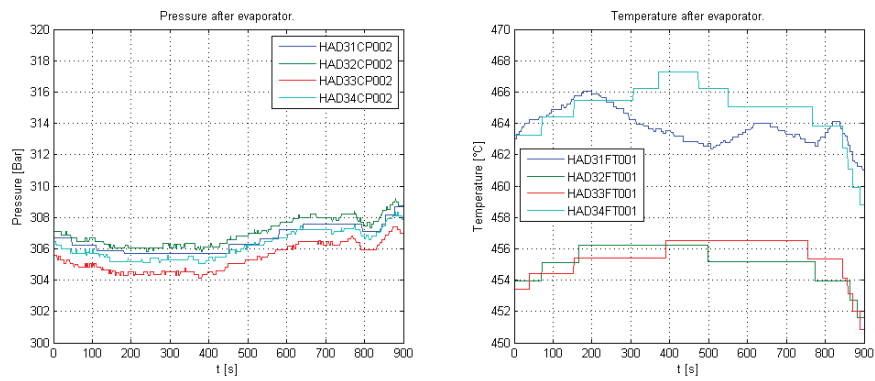 Pressure after evaporator.
320
318
316
314
312
310
308
306
304
302
300
Pressure [Bar]
HAD31CP002
HAD32CP002
HAD33CP002
HAD34CP002
0 100 200 300 400 500 600 700 800 900
t [s]
Temperature after evaporator.
470
468
466
464
462
460
458
456
454
452
450
Temperature [°C]
HAD31FT001
HAD32FT001
HAD33FT001
HAD34FT001
0 100 200 300 400 500 600 700 800 900
t [s]